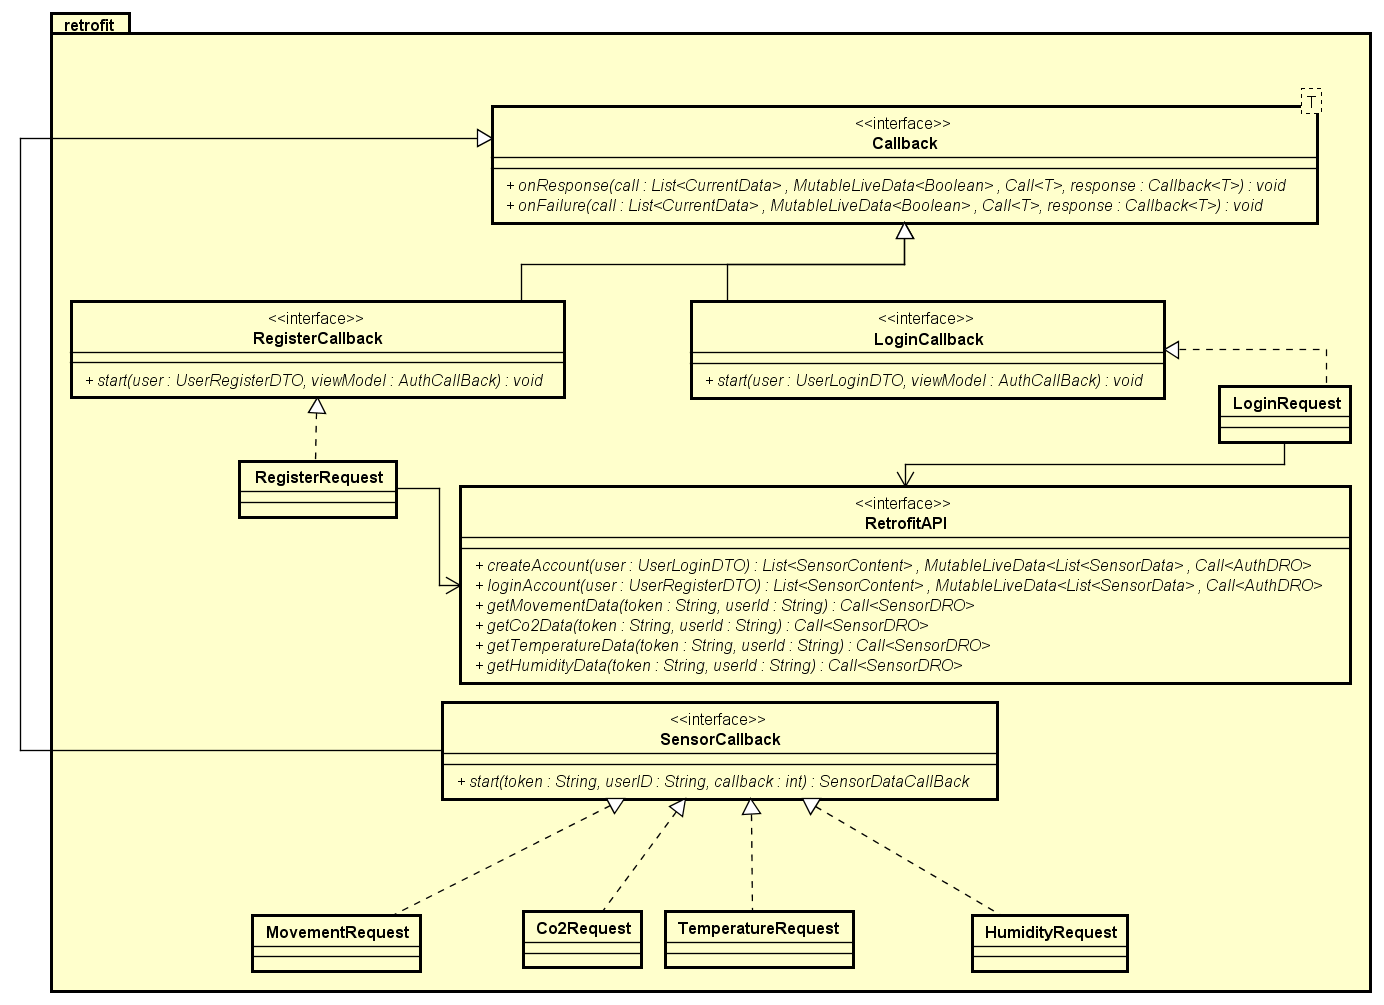 retrofit
T
<<interface>>
Callback
+ onResponse(call : List<CurrentData> , MutableLiveData<Boolean> , Call<T>, response : Callback<T>) : void
+ onFailure(call : List<CurrentData> , MutableLiveData<Boolean> , Call<T>, response : Callback<T>) : void
<<interface>>
RegisterCallback
+ start(user : UserRegisterDTO, viewModel : AuthCallBack) : void
<<interface>>
LoginCallback
+ start(user : UserLoginDTO, viewModel : AuthCallBack) : void
LoginRequest
RegisterRequest
<<interface>>
RetrofitAPI
+ createAccount(user : UserLoginDTO) : List<SensorContent> , MutableLiveData<List<SensorData> , Call<AuthDRO>
+ loginAccount(user : UserRegisterDTO) : List<SensorContent> , MutableLiveData<List<SensorData> , Call<AuthDRO>
+ getMovementData(token : String, userId : String) : Call<SensorDRO>
+ getCo2Data(token : String, userId : String) : Call<SensorDRO>
+ getTemperatureData(token : String, userId : String) : Call<SensorDRO>
+ getHumidityData(token : String, userId : String) : Call<SensorDRO>
<<interface>>
SensorCallback
+ start(token : String, userID : String, callback : int) : SensorDataCallBack
MovementRequest
Co2Request
TemperatureRequest
HumidityRequest